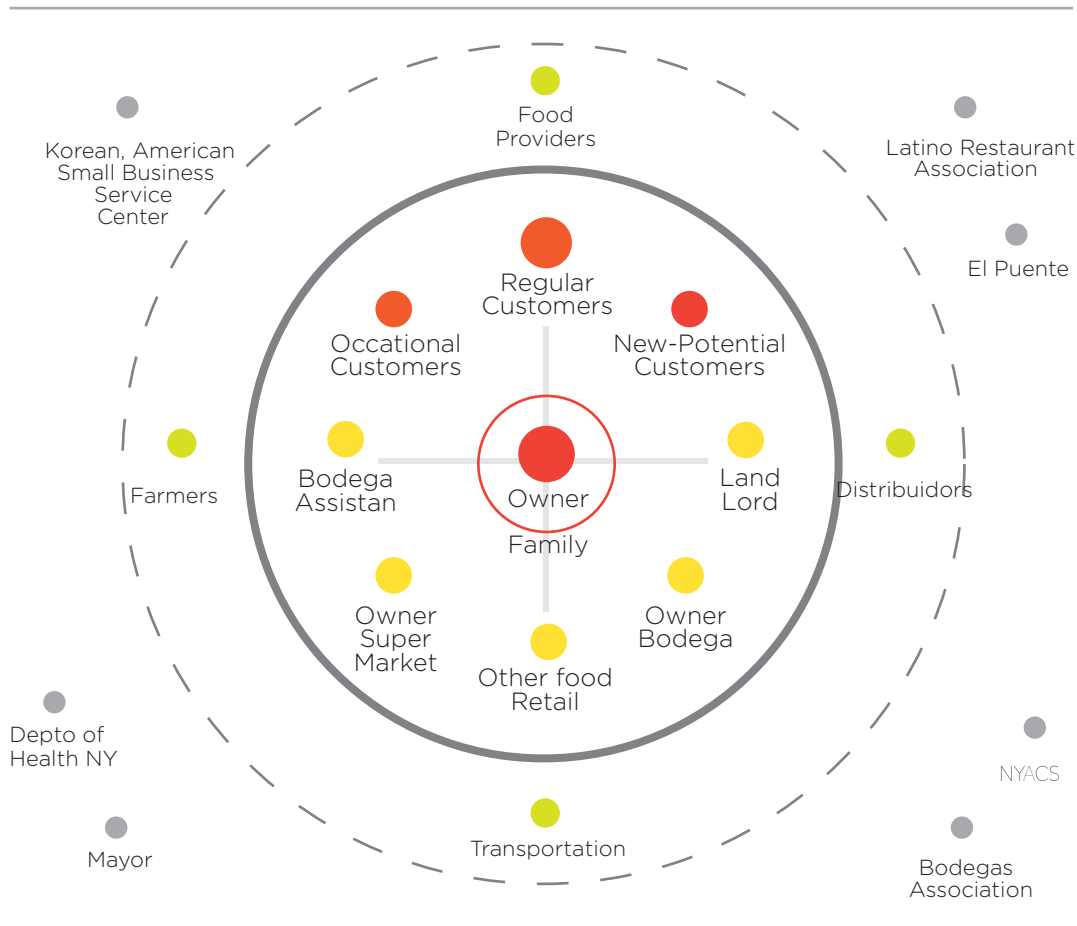 Food
Providers
Korean, American
Small Business
Service
Center
Latino Restaurant
Association
El Puente
Regular
Customers
Occational
Customers
New-Potential
Customers
Bodega
Assistan
Owner
Family
Land
Lord
Farmers
Distribuidors
Owner
Super
Market
Owner
Bodega
Other food
Retail
Depto of
Health NY
NYACS
Mayor
Transportation
Bodegas
Association